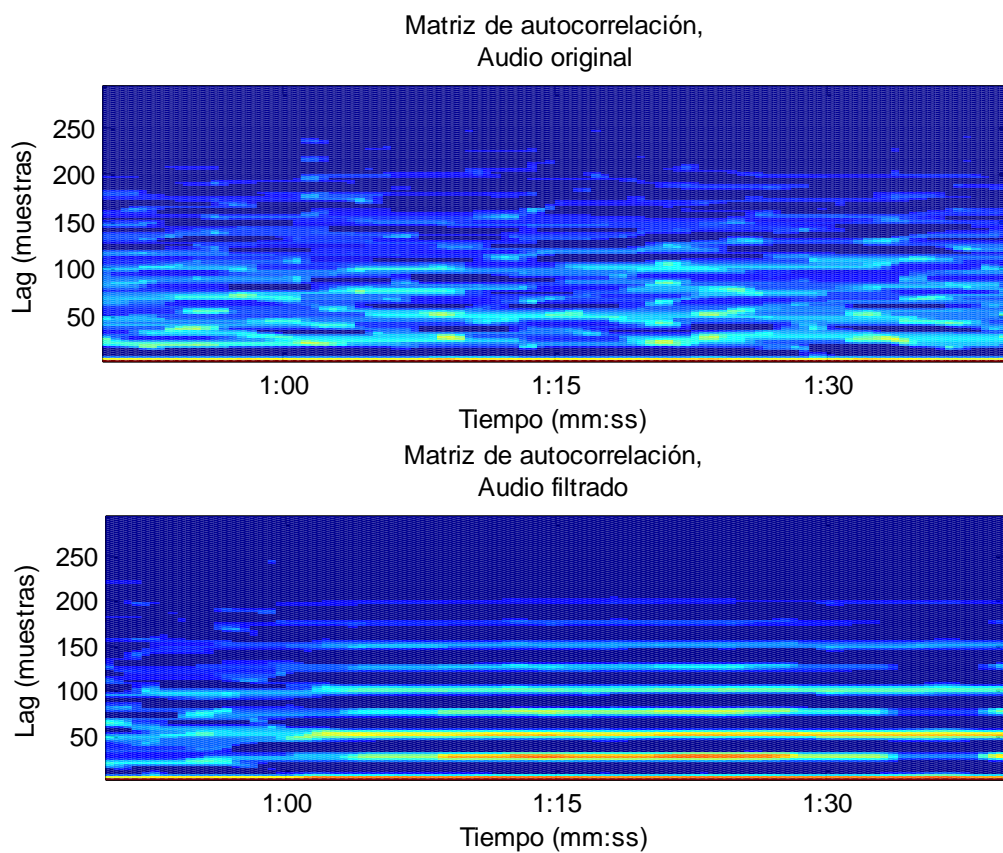 Matriz de autocorrelación,
Audio original
Lag (muestras)
250
200
150
100
50
1:00 1:15 1:30
Tiempo (mm:ss)
Matriz de autocorrelación,
Audio filtrado
Lag (muestras)
250
200
150
100
50
1:00 1:15 1:30
Tiempo (mm:ss)